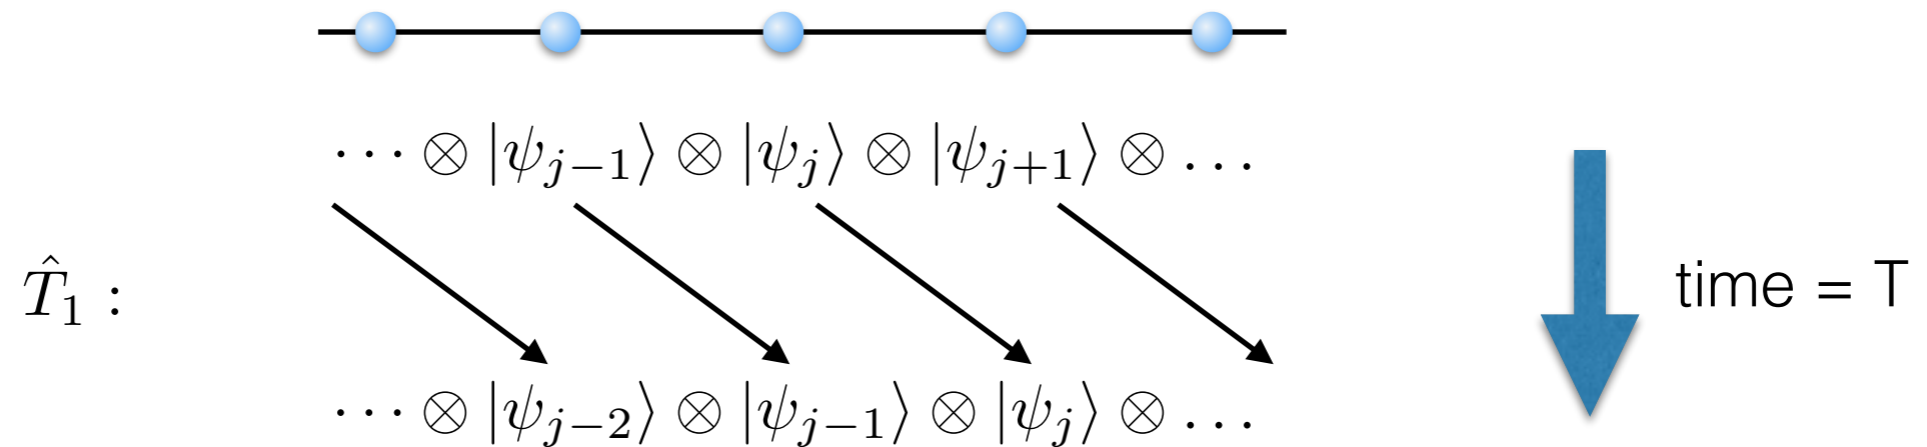 ⋯ ⊗ |ψ_{j−1}⟩ ⊗ |ψ_j⟩ ⊗ |ψ_{j+1}⟩ ⊗ …
T̂_1 :
time = T
⋯ ⊗ |ψ_{j−2}⟩ ⊗ |ψ_{j−1}⟩ ⊗ |ψ_j⟩ ⊗ …